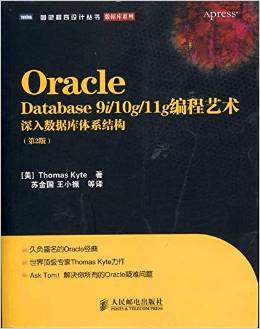 图灵程序设计丛书 数据库系列
Apress®
Oracle
Database 9i/10g/11g编程艺术
深入数据库体系结构
(第2版)
[美] Thomas Kyte 著
苏金国 王小振 等译
久负盛名的Oracle经典
世界顶级专家Thomas Kyte力作
Ask Tom! 解决你所有的Oracle疑难问题
人民邮电出版社
POSTS & TELECOM PRESS